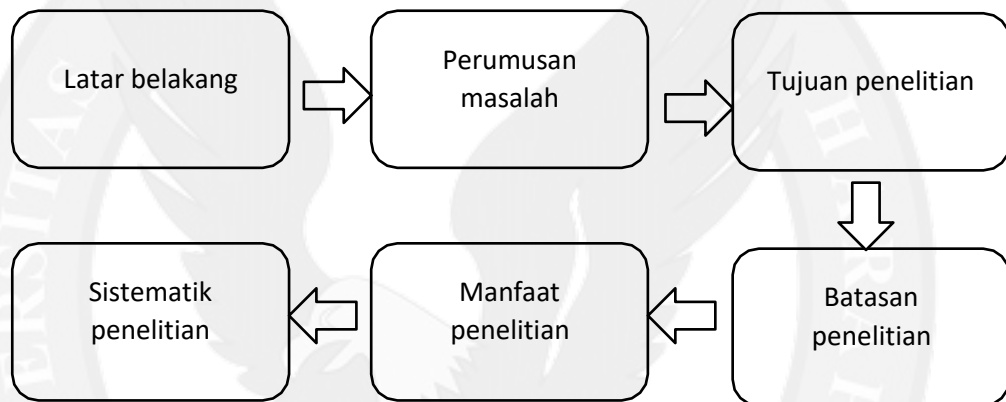 Latar belakang
Perumusan
masalah
Tujuan penelitian
Batasan
penelitian
Manfaat
penelitian
Sistematik
penelitian